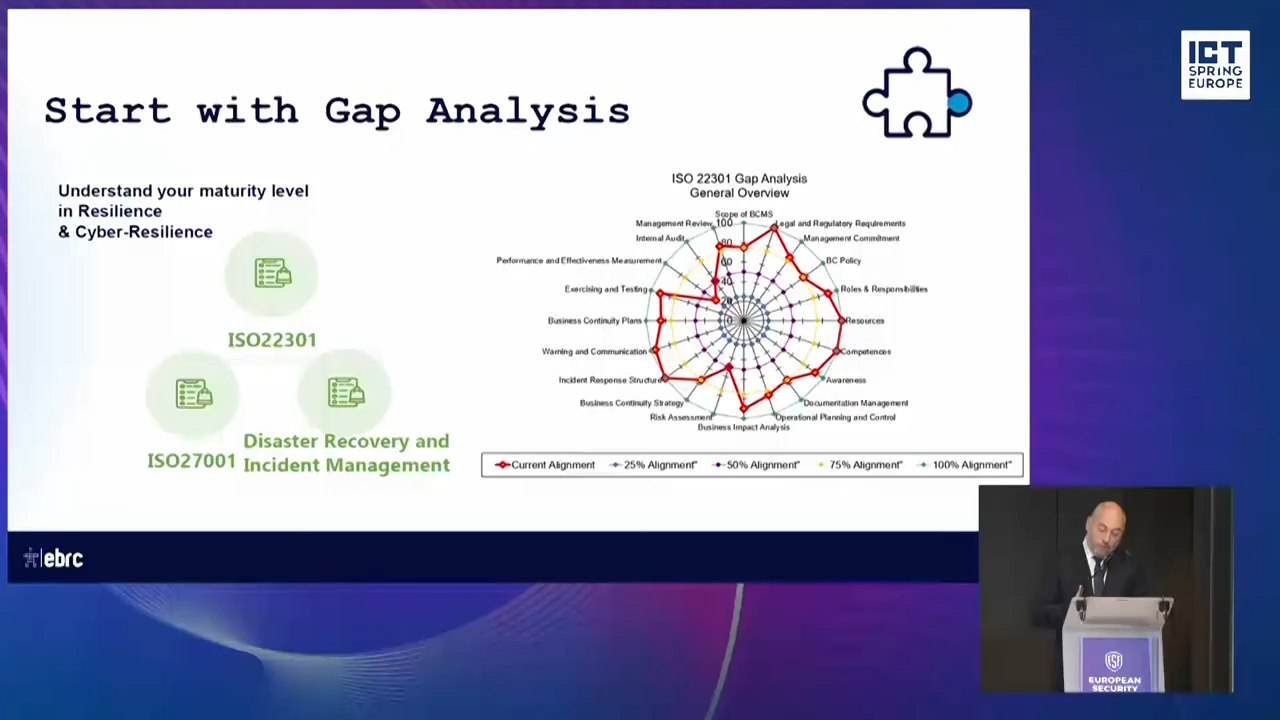 ICT
SPRING
EUROPE
Start with Gap Analysis
Understand your maturity level
in Resilience
& Cyber-Resilience
ISO22301
ISO27001
Disaster Recovery and
Incident Management
ISO 22301 Gap Analysis
General Overview
Scope of BCMS
Legal and Regulatory Requirements
Management Commitment
BC Policy
Roles & Responsibilities
Resources
Competences
Awareness
Documentation Management
Operational Planning and Control
Business Impact Analysis
Risk Assessment
Business Continuity Strategy
Incident Response Structure
Warning and Communication
Business Continuity Plans
Exercising and Testing
Performance and Effectiveness Measurement
Internal Audit
Management Review
100
80
60
40
20
0
Current Alignment
25% Alignment"
50% Alignment"
75% Alignment"
100% Alignment"
ebrc
EUROPEAN
SECURITY